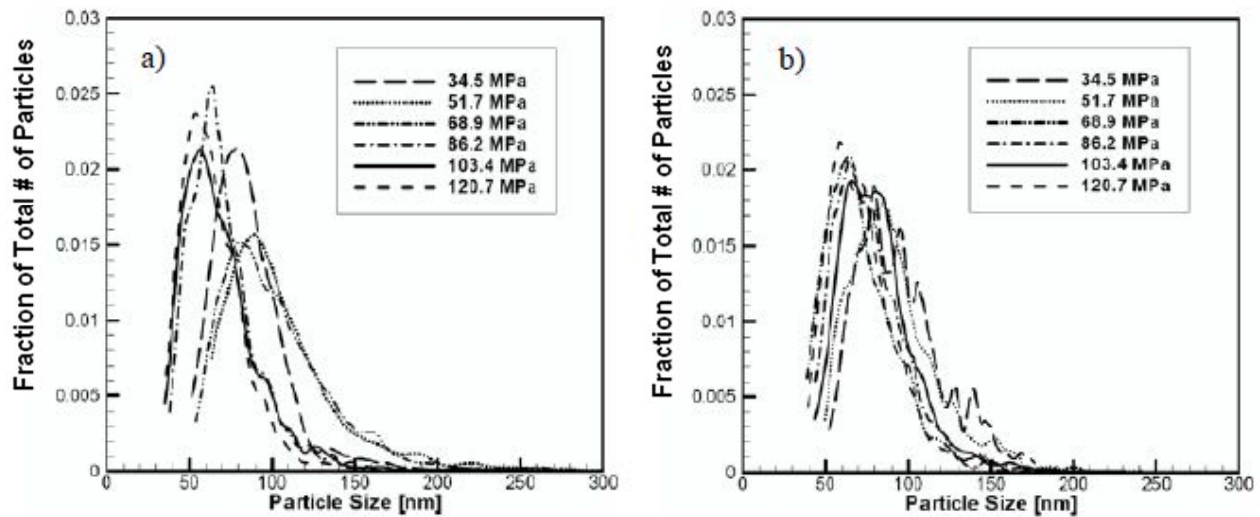 a)
Fraction of Total # of Particles
0.03
0.025
0.02
0.015
0.01
0.005
0
34.5 MPa
51.7 MPa
68.9 MPa
86.2 MPa
103.4 MPa
120.7 MPa
0 50 100 150 200 250 300
Particle Size [nm]
b)
Fraction of Total # of Particles
0.03
0.025
0.02
0.015
0.01
0.005
0
34.5 MPa
51.7 MPa
68.9 MPa
86.2 MPa
103.4 MPa
120.7 MPa
0 50 100 150 200 250 300
Particle Size [nm]